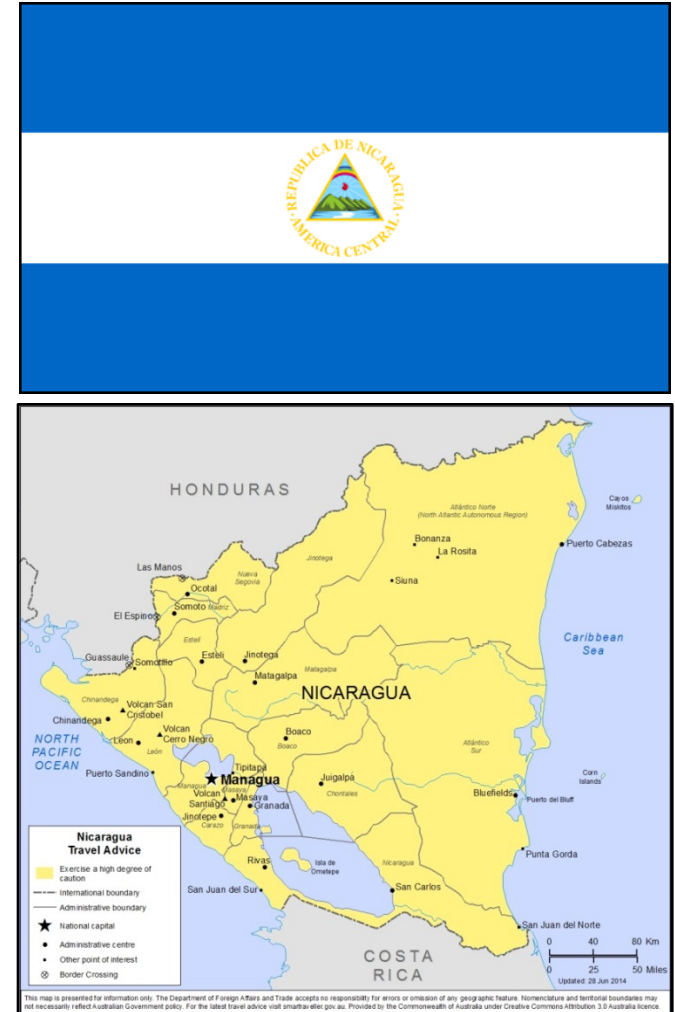 REPUBLICA DE NICARAGUA
AMERICA CENTRAL
HONDURAS
Cayos
Miskitos
Atlántico Norte
(North Atlantic Autonomous Region)
Bonanza
La Rosita
Puerto Cabezas
Jinotega
Las Manos
Nueva
Segovia
Siuna
Ocotal
Somoto Madriz
El Espino
Esteli
Caribbean
Sea
Guassaule
Somotillo
Esteli
Jinotega
Matagalpa
Matagalpa
NICARAGUA
Chinandega
Volcan San
Cristobel
Chinandega
Volcan
Cerro Negro
Boaco
Boaco
NORTH
PACIFIC
OCEAN
Leon
León
Atlántico
Sur
Tipitapa
Puerto Sandino
Managua
Juigalpa
Corn
Islands
Managua
Masaya
Chontales
Volcan
Santiago
Masaya
Granada
Bluefields
Puerto del Bluff
Jinotepe
Carazo
Granada
Nicaragua
Travel Advice
Exercise a high degree of
caution
International boundary
Administrative boundary
National capital
Administrative centre
Other point of interest
Border Crossing
Rivas
Isla de
Ometepe
Nicaragua
Punta Gorda
San Juan del Sur
San Carlos
San Juan del Norte
COSTA
RICA
0 40 80 Km
0 25 50 Miles
Updated: 28 Jun 2014
This map is presented for information only. The Department of Foreign Affairs and Trade accepts no responsibility for errors or omission of any geographic feature. Nomenclature and territorial boundaries may
not necessarily reflect Australian Government policy. For the latest travel advice visit smartraveller.gov.au. Provided by the Commonwealth of Australia under Creative Commons Attribution 3.0 Australia licence.